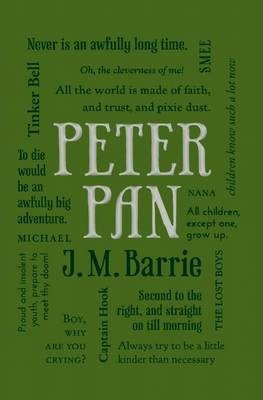 Never is an awfully long time.
SMEE
Tinker Bell
Oh, the cleverness of me!
All the world is made of faith,
and trust, and pixie dust.
children know such a lot now
PETER
PAN
To die
would be
an
awfully big
adventure.
NANA
All children,
except one,
grow up.
MICHAEL
J. M. Barrie
Proud and insolent
youth, prepare to
meet thy doom!
Captain Hook
Second to the
right, and straight
on till morning
THE LOST BOYS
BOY,
WHY
ARE YOU
CRYING?
Always try to be a little
kinder than necessary